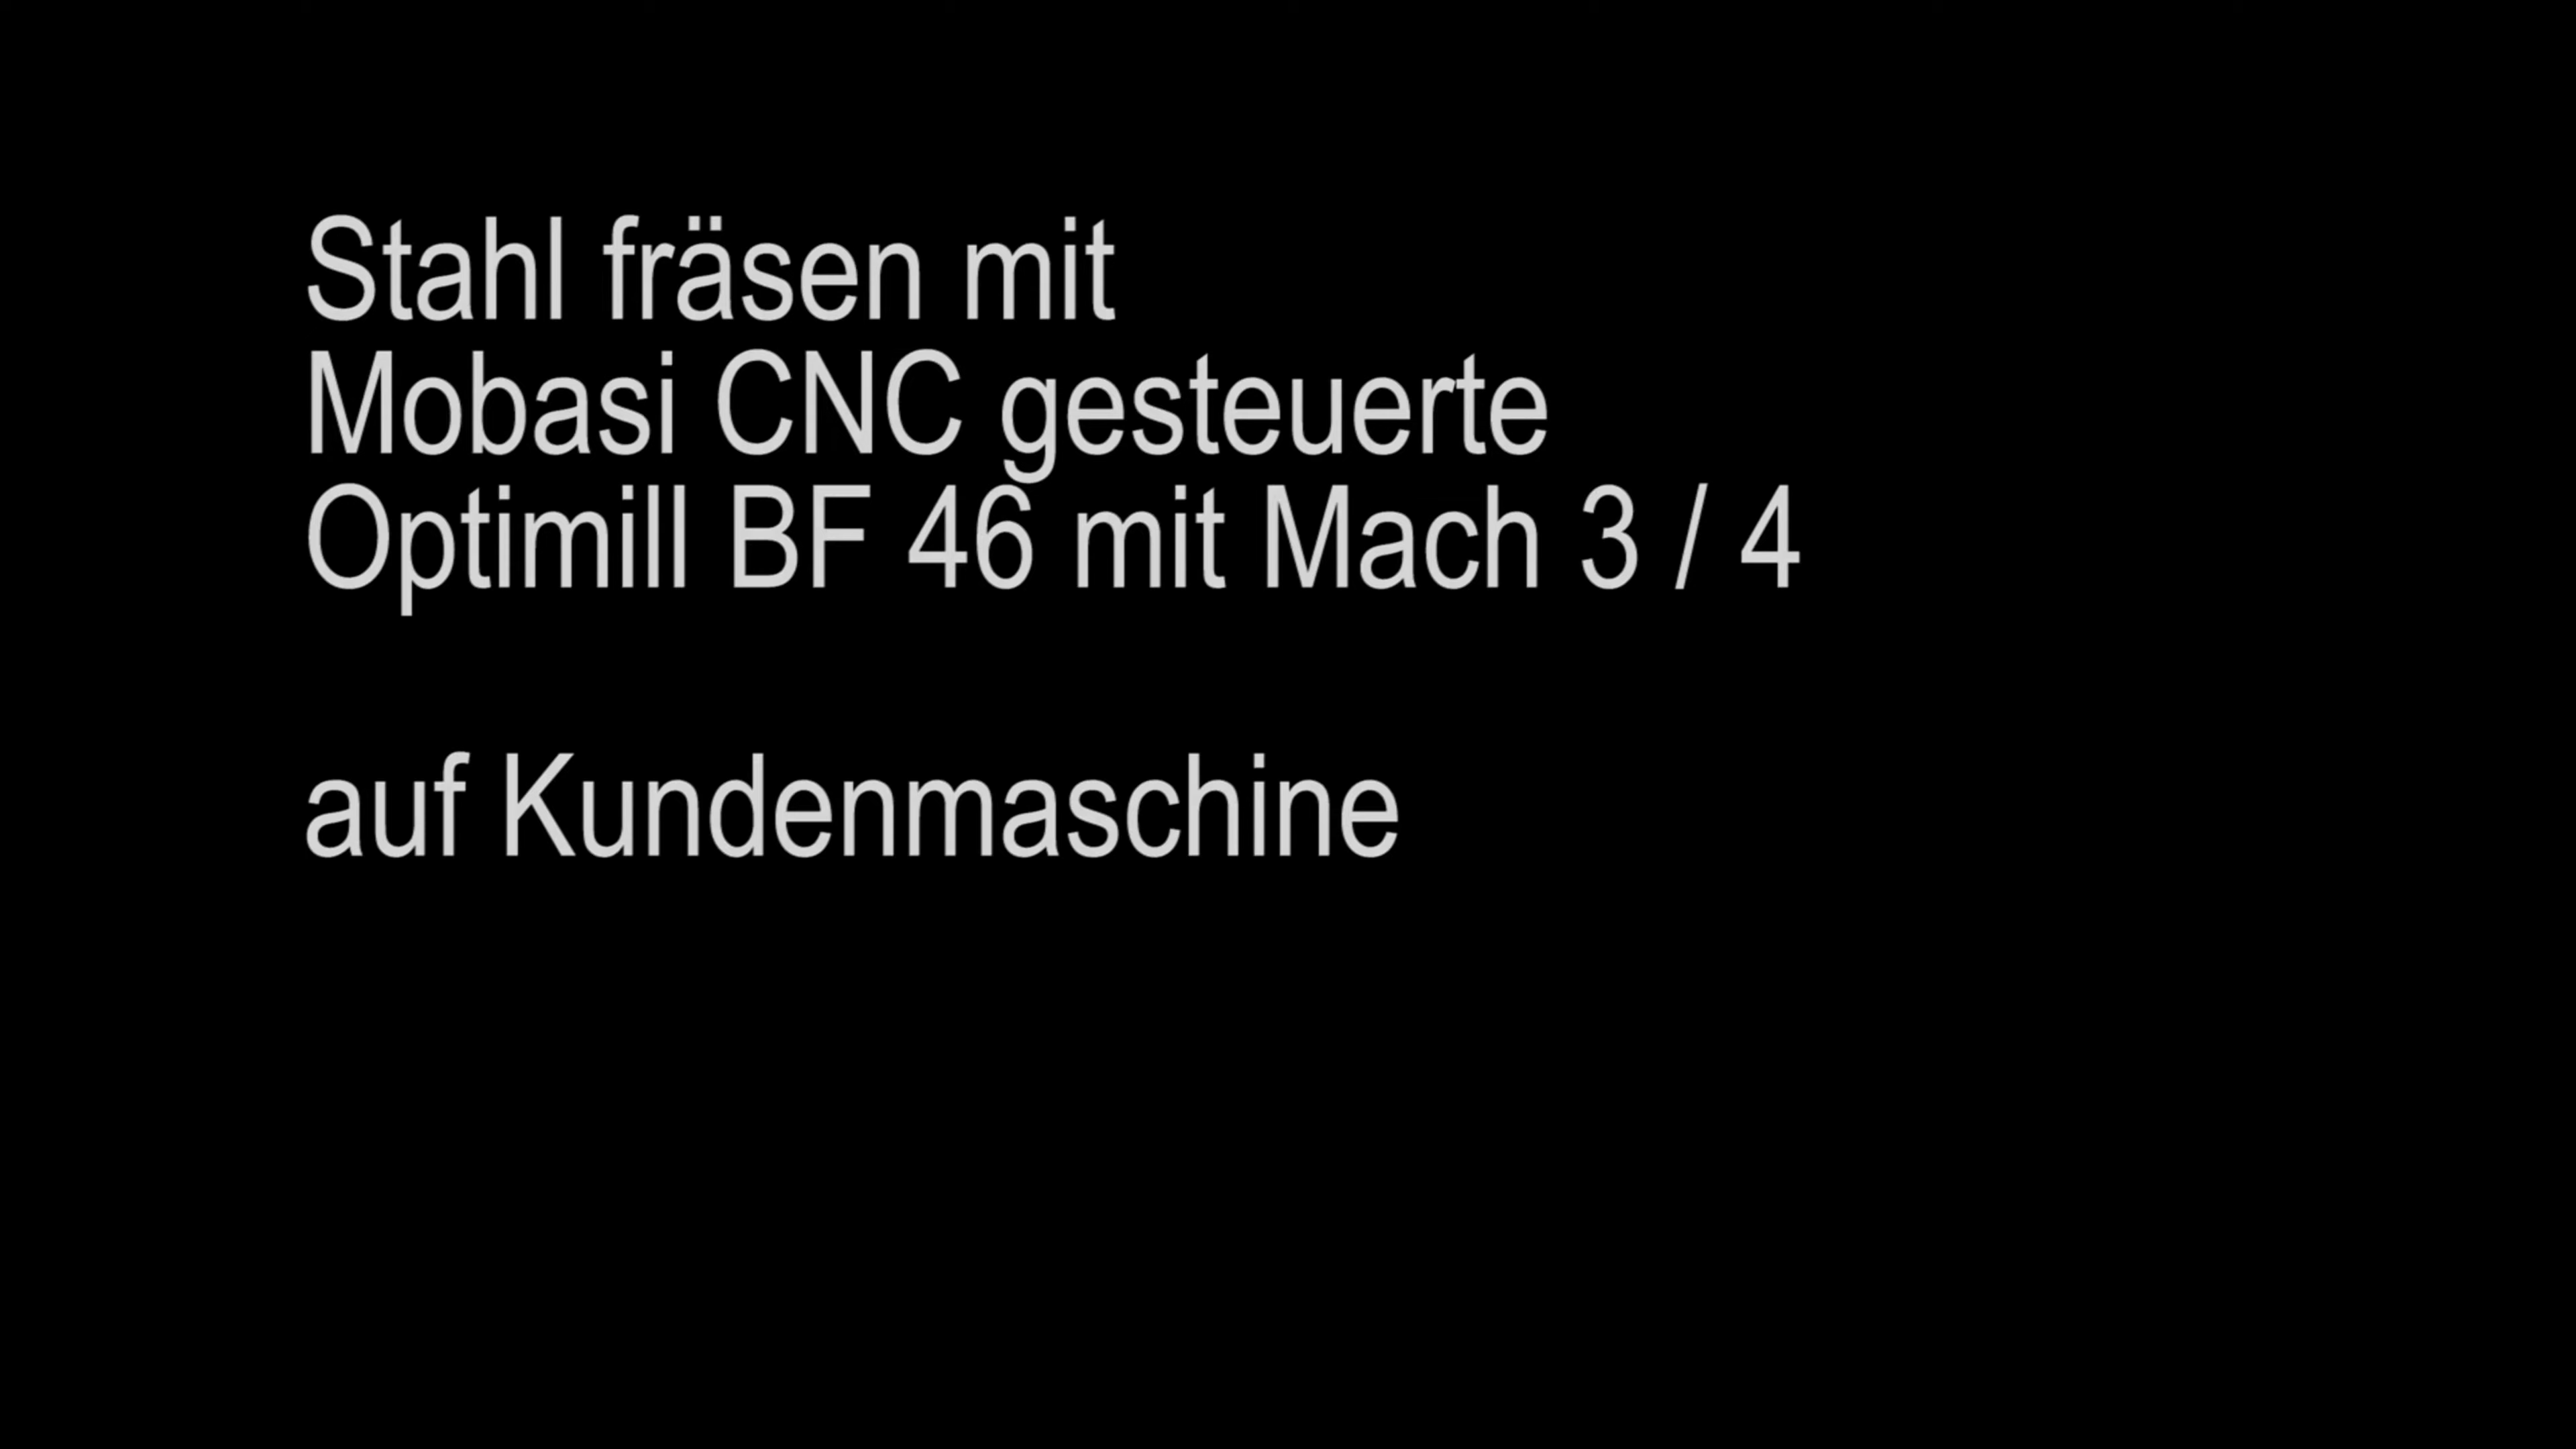 Stahl fräsen mit
Mobasi CNC gesteuerte
Optimill BF 46 mit Mach 3 / 4
auf Kundenmaschine